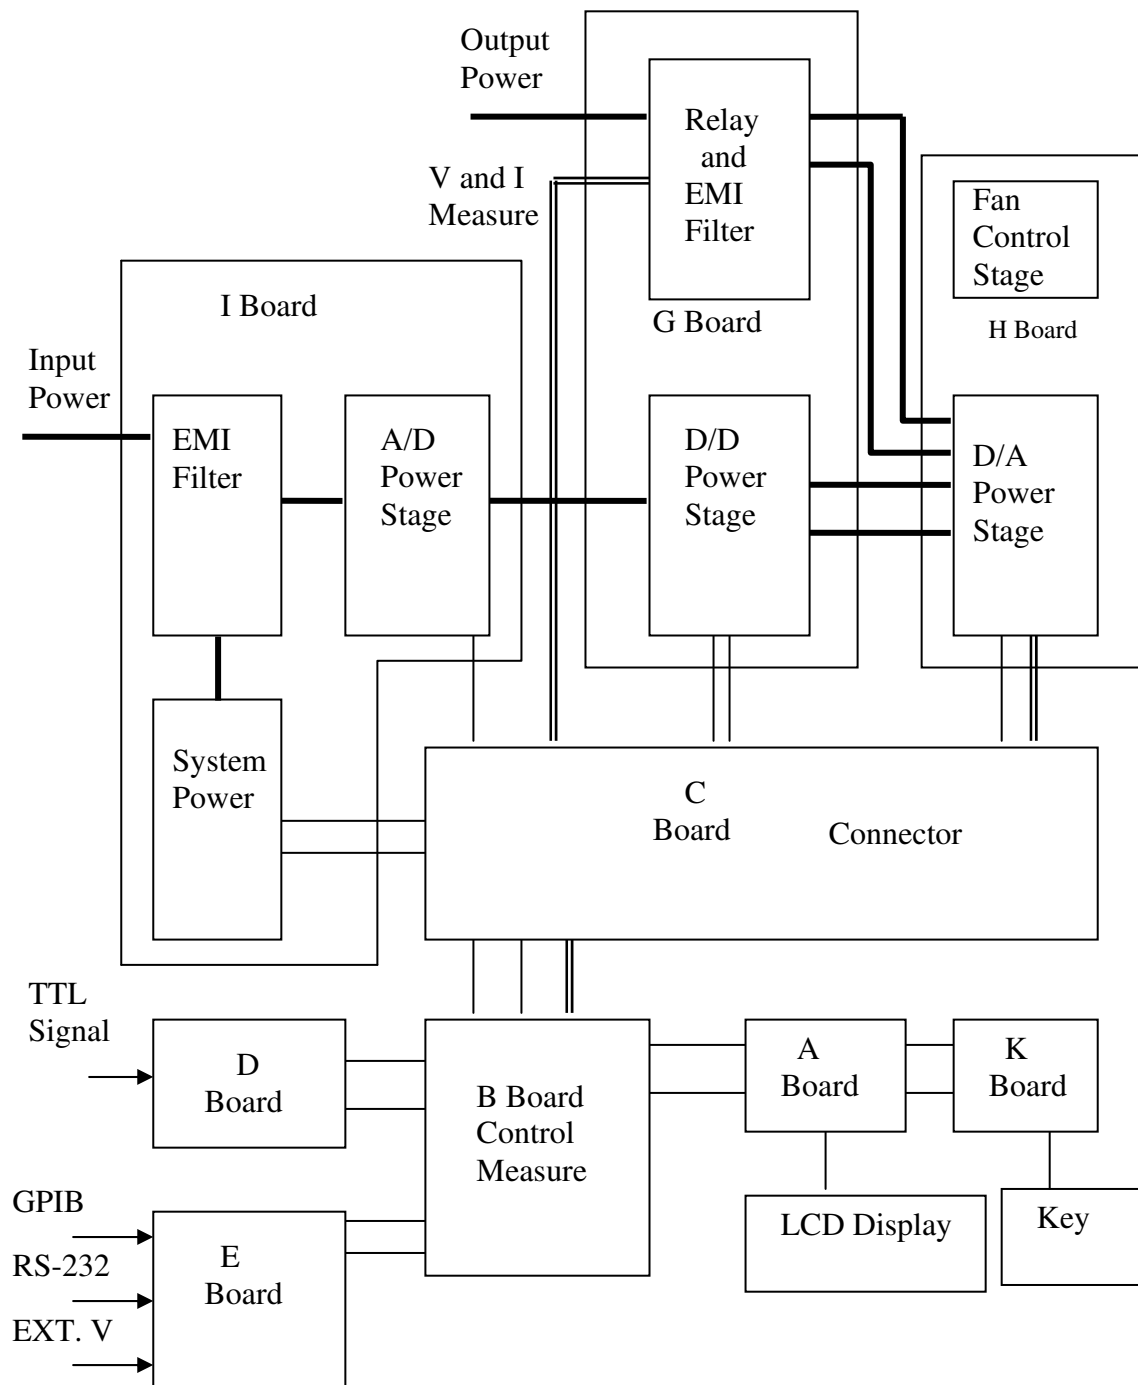 Output
Power
Relay
and
EMI
Filter
V and I
Measure
Fan
Control
Stage
I Board
G Board
H Board
Input
Power
EMI
Filter
A/D
Power
Stage
D/D
Power
Stage
D/A
Power
Stage
System
Power
C
Board
Connector
TTL
Signal
D
Board
B Board
Control
Measure
A
Board
K
Board
GPIB
RS-232
EXT. V
E
Board
LCD Display
Key